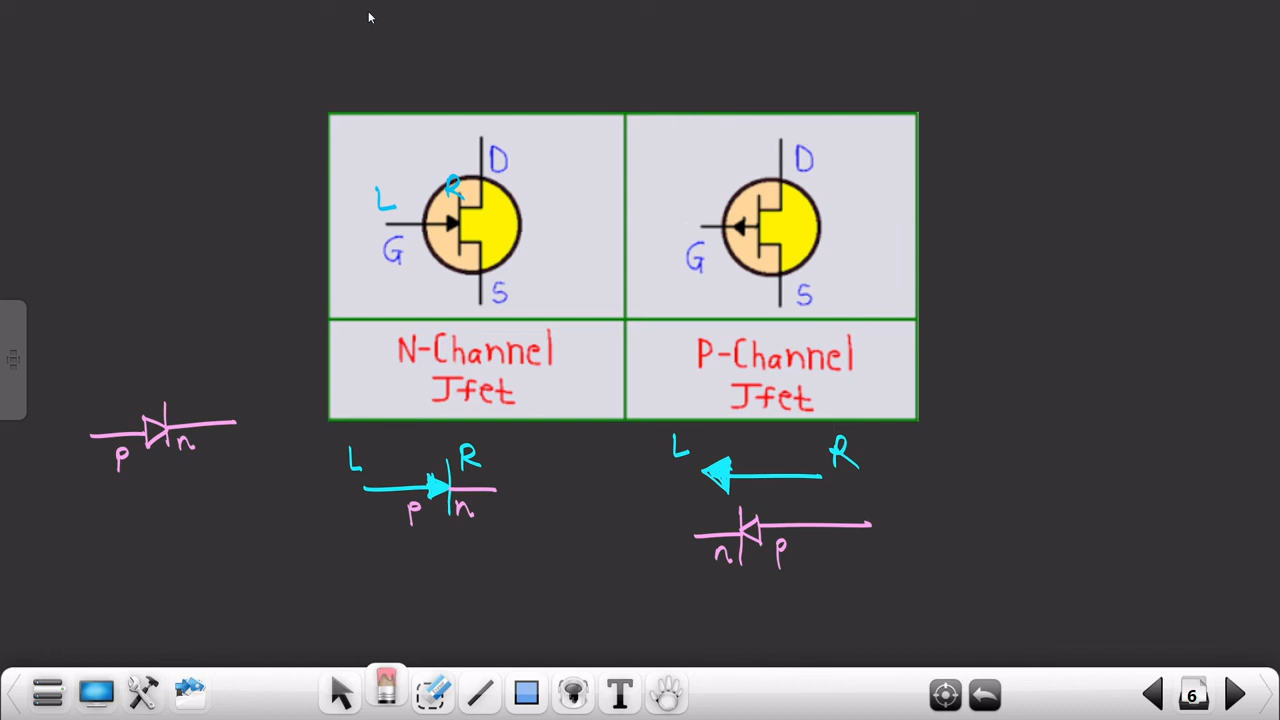 D
L R
G
S
N-Channel
Jfet
D
G
S
P-Channel
Jfet
p n
L R
p n
L R
n p
T
6